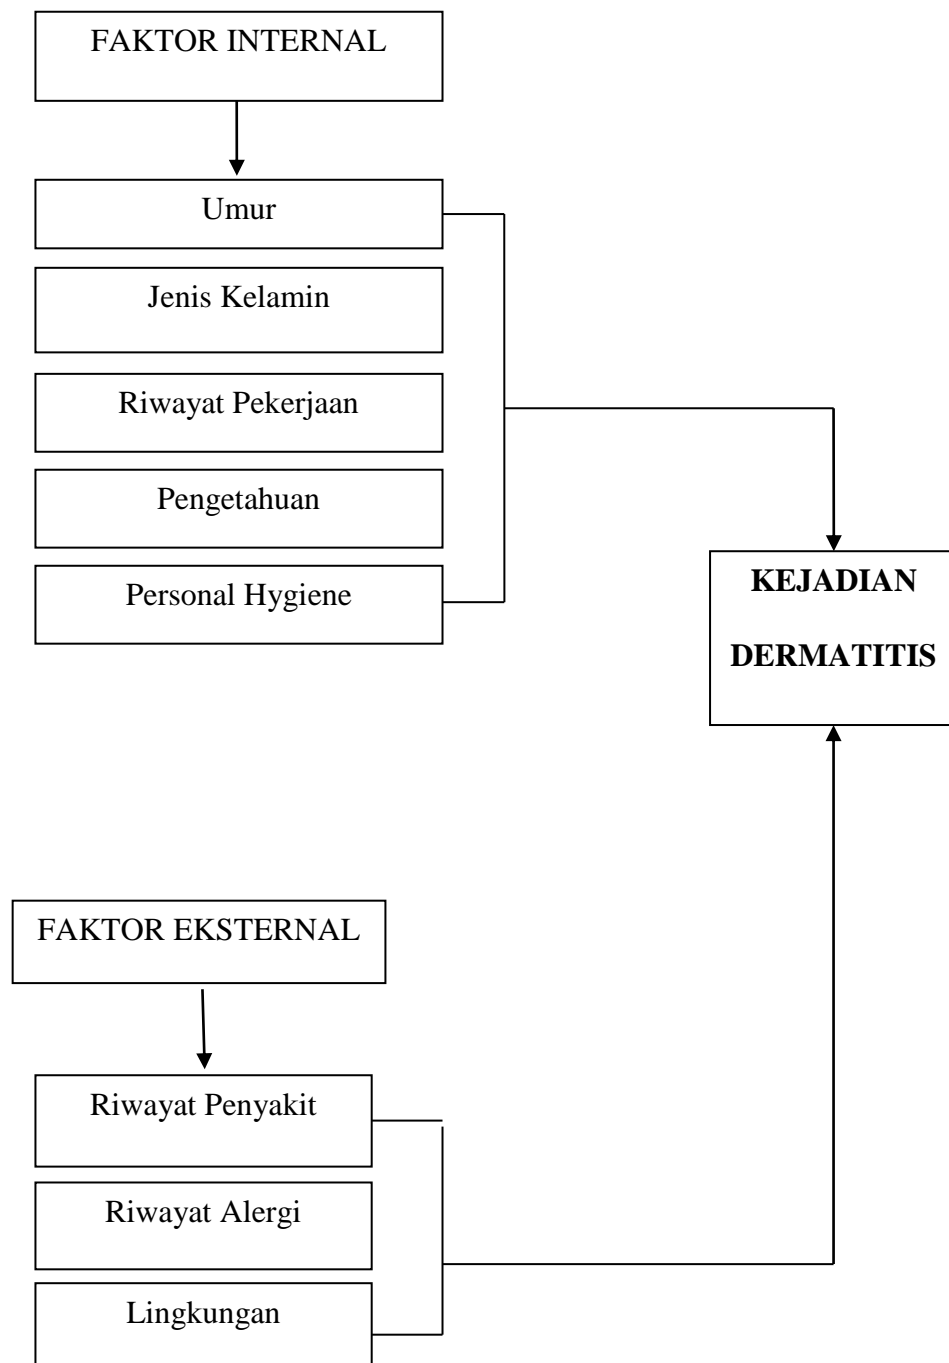 FAKTOR INTERNAL
Umur
Jenis Kelamin
Riwayat Pekerjaan
Pengetahuan
Personal Hygiene
KEJADIAN
DERMATITIS
FAKTOR EKSTERNAL
Riwayat Penyakit
Riwayat Alergi
Lingkungan